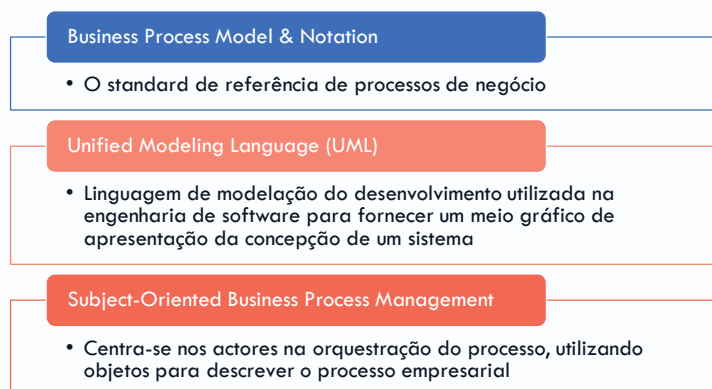 Business Process Model & Notation
• O standard de referência de processos de negócio
Unified Modeling Language (UML)
• Linguagem de modelação do desenvolvimento utilizada na
engenharia de software para fornecer um meio gráfico de
apresentação da concepção de um sistema
Subject-Oriented Business Process Management
• Centra-se nos actores na orquestração do processo, utilizando
objetos para descrever o processo empresarial